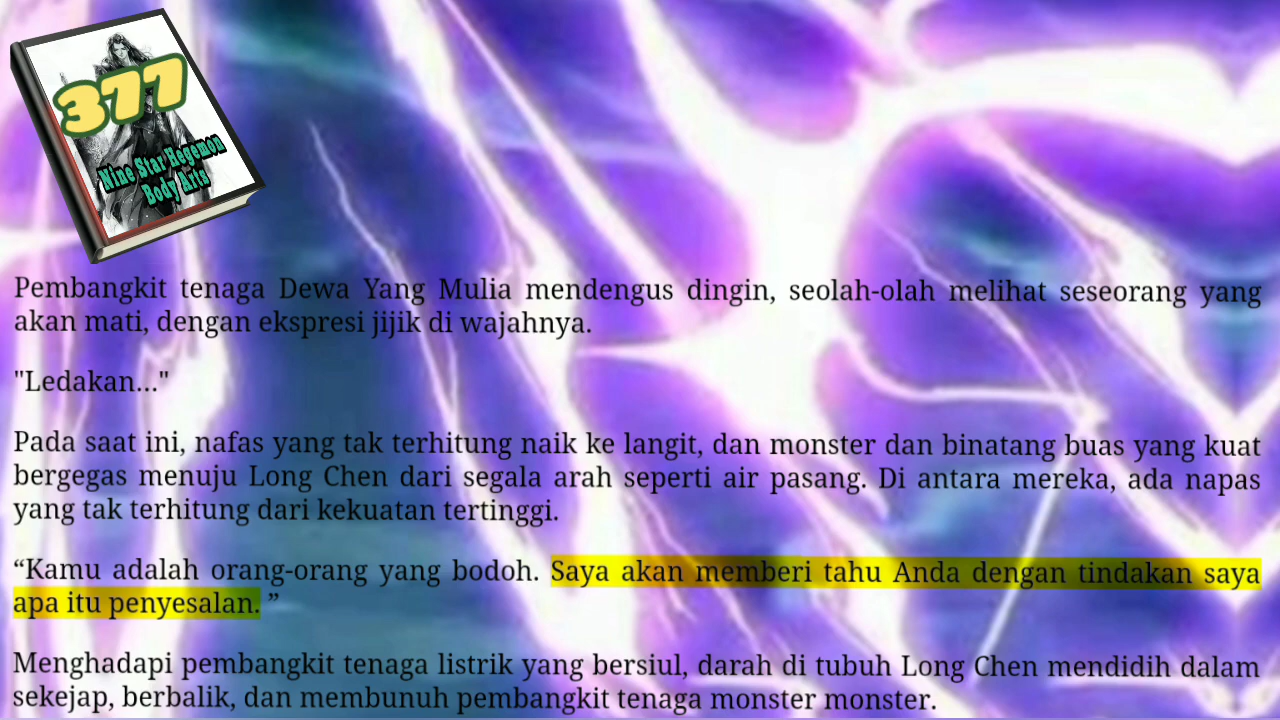 377
Nine Star Hegemon
Body Arts
Pembangkit tenaga Dewa Yang Mulia mendengus dingin, seolah-olah melihat seseorang yang
akan mati, dengan ekspresi jijik di wajahnya.
"Ledakan..."
Pada saat ini, nafas yang tak terhitung naik ke langit, dan monster dan binatang buas yang kuat
bergegas menuju Long Chen dari segala arah seperti air pasang. Di antara mereka, ada napas
yang tak terhitung dari kekuatan tertinggi.
“Kamu adalah orang-orang yang bodoh. Saya akan memberi tahu Anda dengan tindakan saya
apa itu penyesalan. ”
Menghadapi pembangkit tenaga listrik yang bersiul, darah di tubuh Long Chen mendidih dalam
sekejap, berbalik, dan membunuh pembangkit tenaga monster monster.